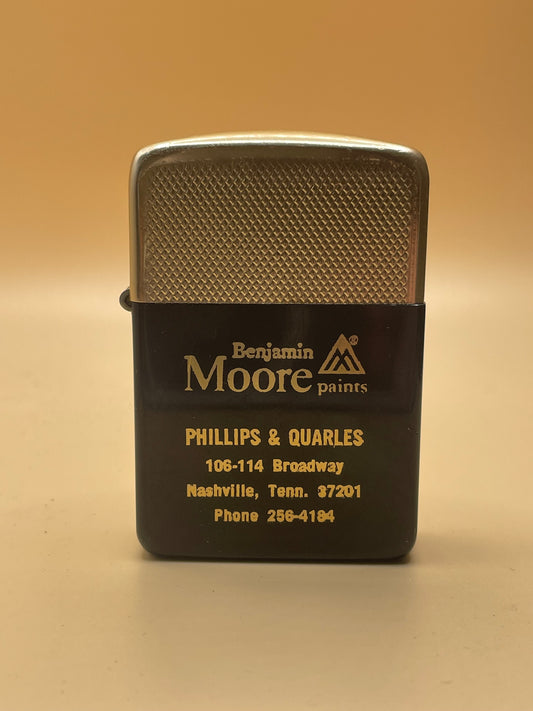 Benjamin
Moore paints
PHILLIPS & QUARLES
106-114 Broadway
Nashville, Tenn. 37201
Phone 256-4184